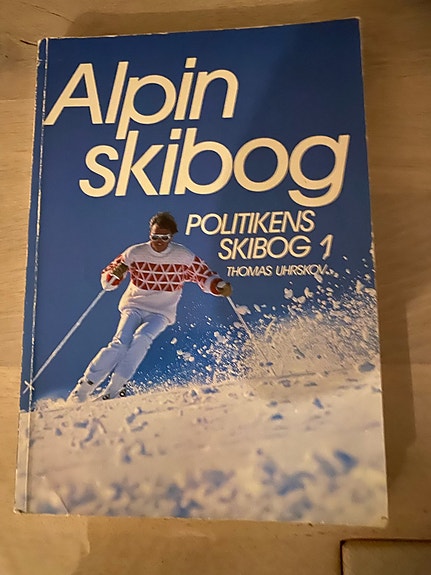 Alpin
skibog
POLITIKENS
SKIBOG 1
THOMAS UHRSKOV